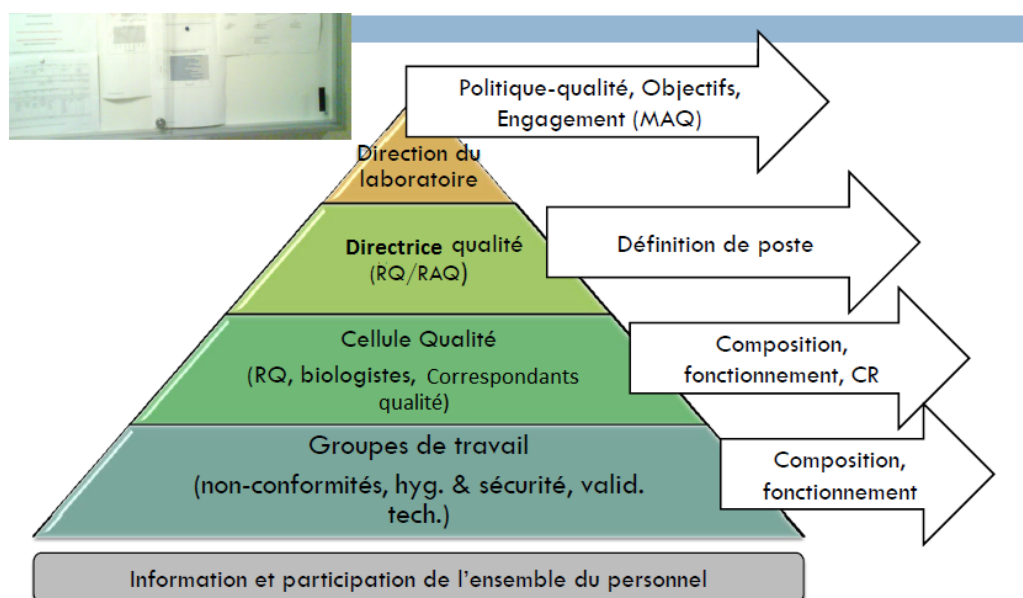 Politique-qualité, Objectifs,
Engagement (MAQ)
Direction du
laboratoire
Directrice qualité
(RQ/RAQ)
Définition de poste
Cellule Qualité
(RQ, biologistes, Correspondants
qualité)
Composition,
fonctionnement, CR
Groupes de travail
(non-conformités, hyg. & sécurité, valid.
tech.)
Composition,
fonctionnement
Information et participation de l'ensemble du personnel